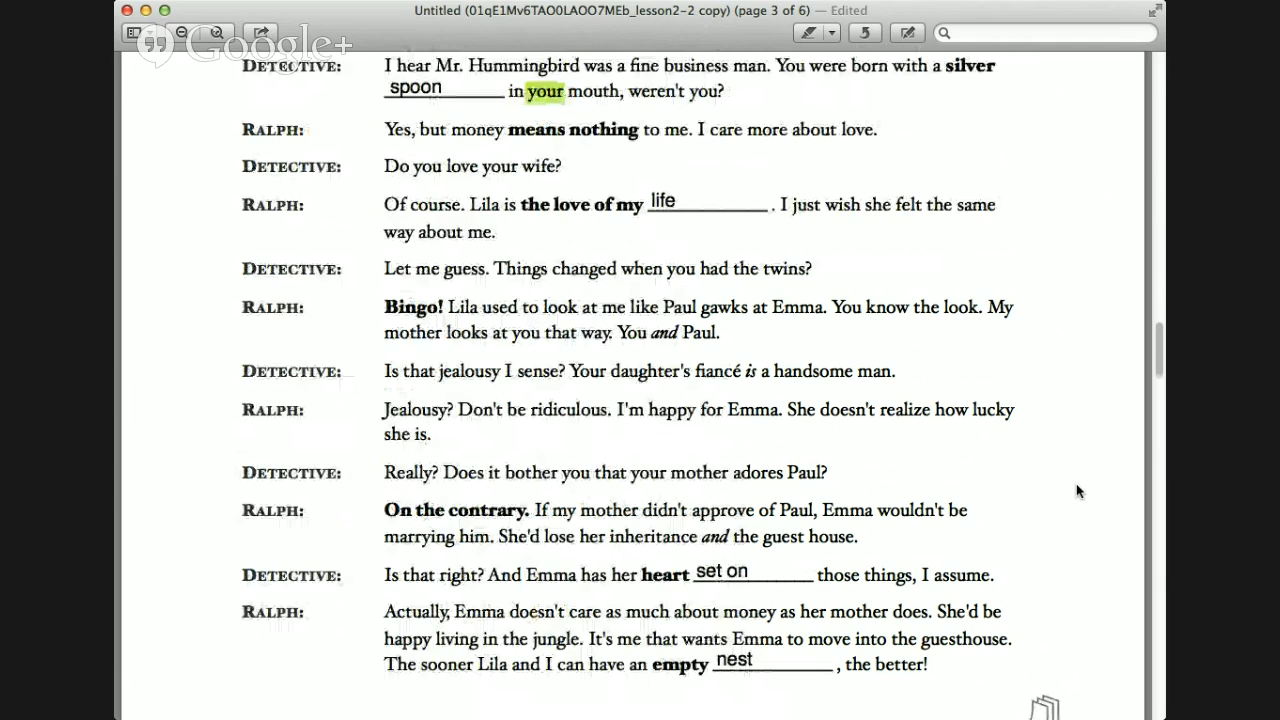 Untitled (01qE1Mv6TAO0LAOO7MEb_lesson2-2 copy) (page 3 of 6) — Edited
Google+
DETECTIVE: I hear Mr. Hummingbird was a fine business man. You were born with a silver
spoon in your mouth, weren't you?
RALPH: Yes, but money means nothing to me. I care more about love.
DETECTIVE: Do you love your wife?
RALPH: Of course. Lila is the love of my life. I just wish she felt the same
way about me.
DETECTIVE: Let me guess. Things changed when you had the twins?
RALPH: Bingo! Lila used to look at me like Paul gawks at Emma. You know the look. My
mother looks at you that way. You and Paul.
DETECTIVE: Is that jealousy I sense? Your daughter's fiancé is a handsome man.
RALPH: Jealousy? Don't be ridiculous. I'm happy for Emma. She doesn't realize how lucky
she is.
DETECTIVE: Really? Does it bother you that your mother adores Paul?
RALPH: On the contrary. If my mother didn't approve of Paul, Emma wouldn't be
marrying him. She'd lose her inheritance and the guest house.
DETECTIVE: Is that right? And Emma has her heart set on those things, I assume.
RALPH: Actually, Emma doesn't care as much about money as her mother does. She'd be
happy living in the jungle. It's me that wants Emma to move into the guesthouse.
The sooner Lila and I can have an empty nest, the better!